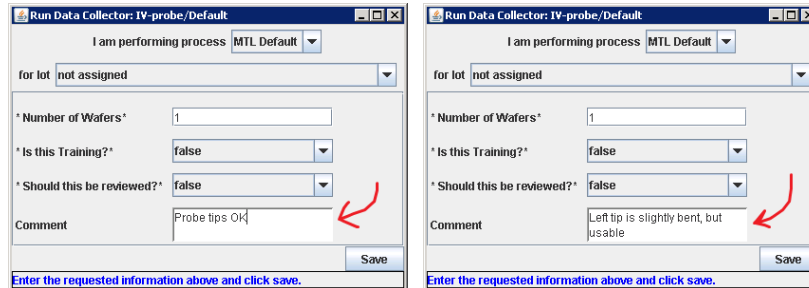 Run Data Collector: IV-probe/Default
I am performing process MTL Default
for lot not assigned
*Number of Wafers* 1
*Is this Training?* false
*Should this be reviewed?* false
Comment Probe tips OK
Save
Enter the requested information above and click save.
Run Data Collector: IV-probe/Default
I am performing process MTL Default
for lot not assigned
*Number of Wafers* 1
*Is this Training?* false
*Should this be reviewed?* false
Comment Left tip is slightly bent, but
usable
Save
Enter the requested information above and click save.